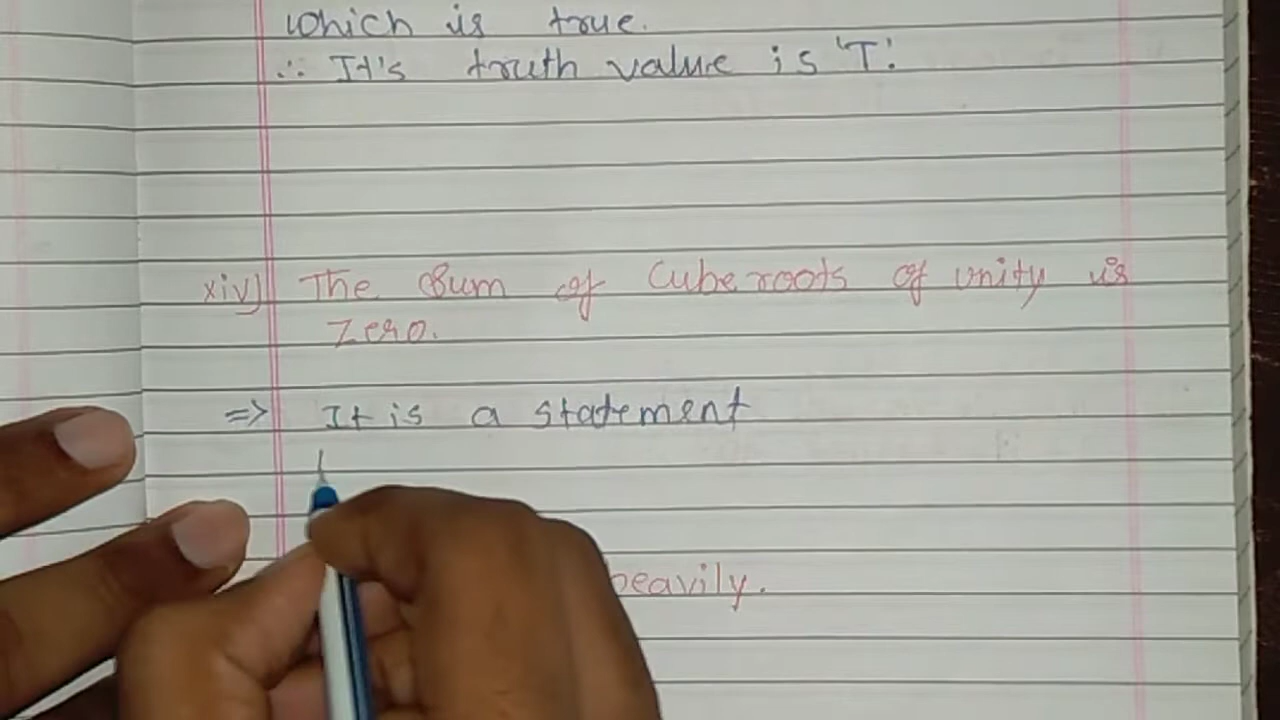 which is true.
∴ It's truth value is 'T'.
xiv) The Sum of Cube roots of unity is
Zero.
⇒ It is a statement
heavily.